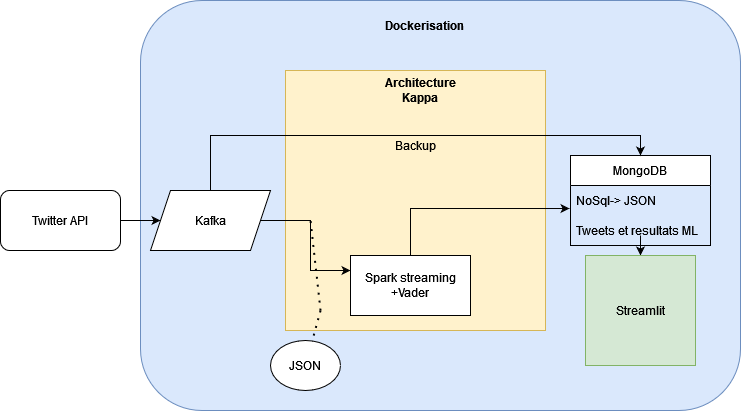 Dockerisation
Architecture
Kappa
Backup
MongoDB
NoSql-> JSON
Tweets et resultats ML
Twitter API
Kafka
Spark streaming
+Vader
Streamlit
JSON